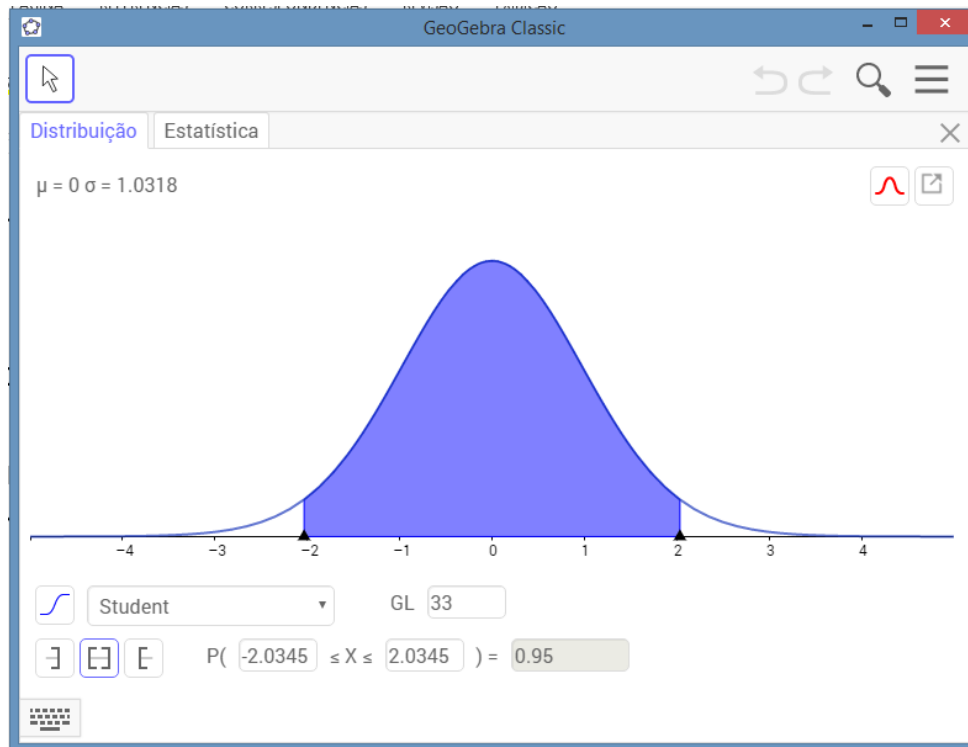 GeoGebra Classic
Distribuição Estatística
μ = 0 σ = 1.0318
−4 −3 −2 −1 0 1 2 3 4
Student GL 33
P( -2.0345 ≤ X ≤ 2.0345 ) = 0.95